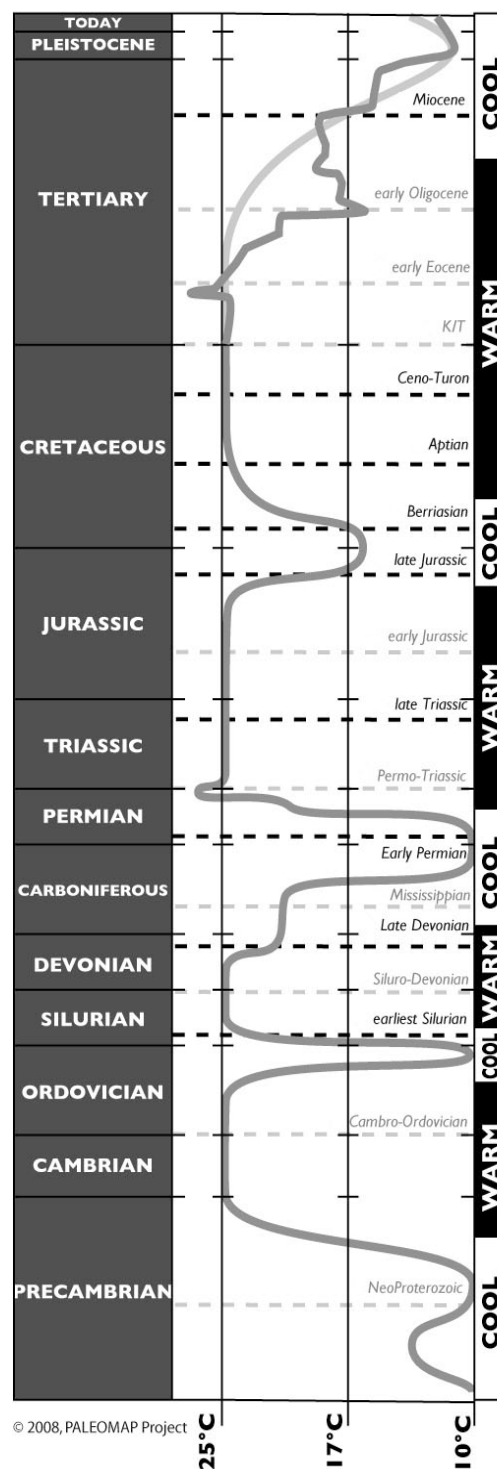 TODAY
PLEISTOCENE
Miocene
COOL
TERTIARY
early Oligocene
early Eocene
K/T
WARM
Ceno-Turon
CRETACEOUS
Aptian
Berriasian
COOL
late Jurassic
JURASSIC
early Jurassic
WARM
late Triassic
TRIASSIC
Permo-Triassic
PERMIAN
Early Permian
COOL
CARBONIFEROUS
Mississippian
Late Devonian
DEVONIAN
WARM
Siluro-Devonian
SILURIAN
earliest Silurian
COOL
ORDOVICIAN
Cambro-Ordovician
WARM
CAMBRIAN
PRECAMBRIAN
NeoProterozoic
COOL
© 2008, PALEOMAP Project
25°C
17°C
10°C